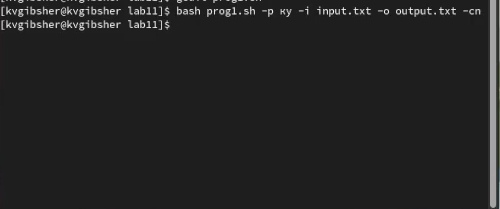 [kvgibsher@kvgibsher lab11]$ bash prog1.sh -p ку -i input.txt -o output.txt -cn
[kvgibsher@kvgibsher lab11]$